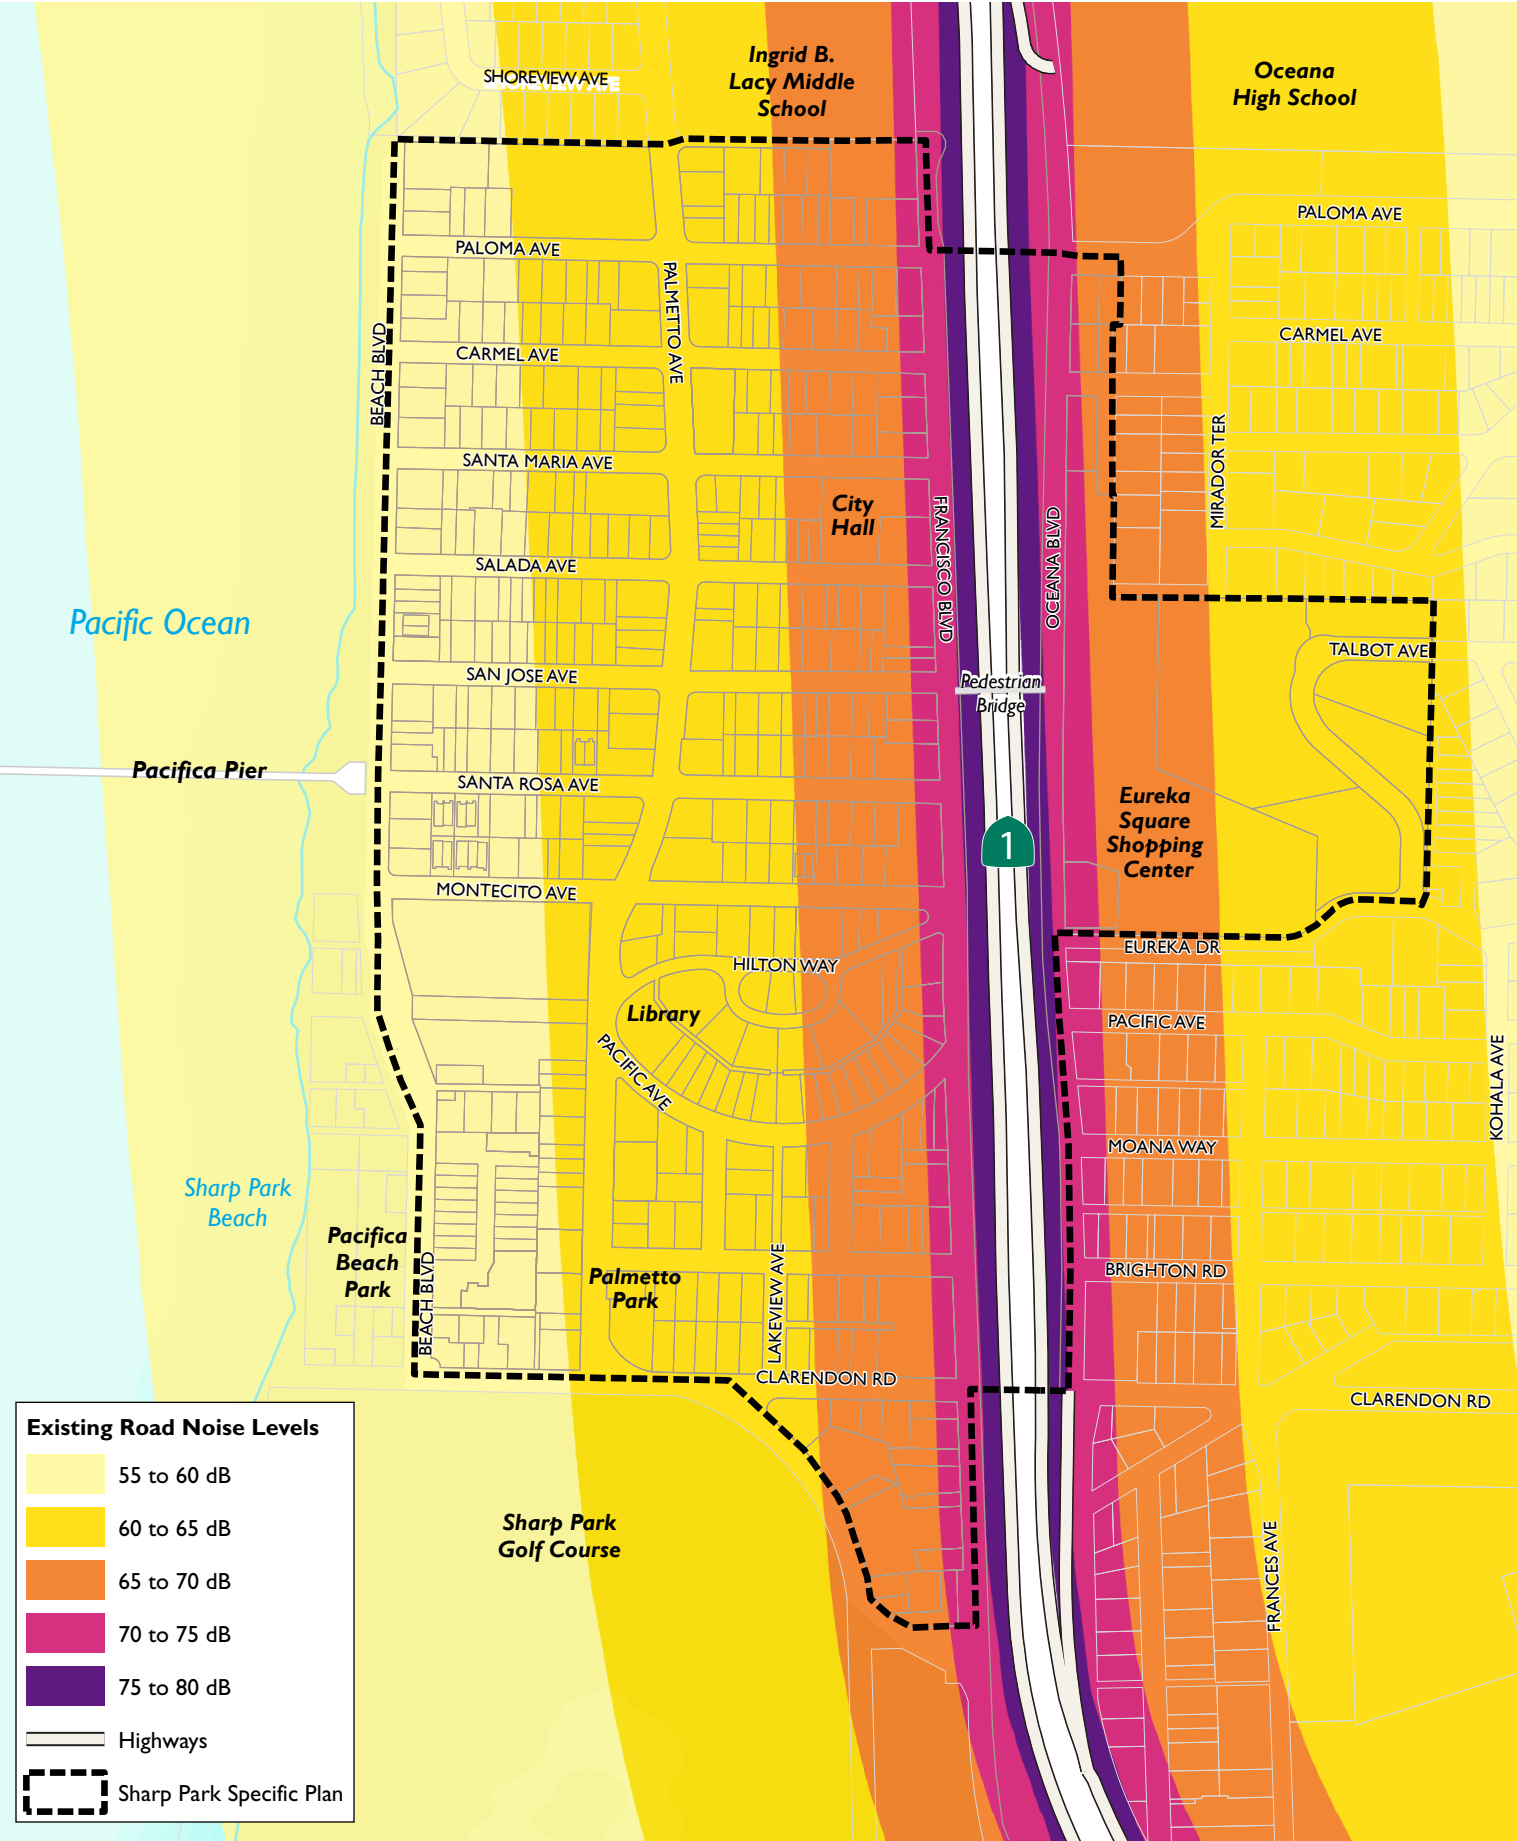 Ingrid B.
Lacy Middle
School
Oceana
High School
SHOREVIEW AVE
PALOMA AVE
PALOMA AVE
PALMETTO AVE
BEACH BLVD
CARMEL AVE
CARMEL AVE
MIRADOR TER
SANTA MARIA AVE
City
Hall
FRANCISCO BLVD
OCEANA BLVD
SALADA AVE
Pacific Ocean
TALBOT AVE
SAN JOSE AVE
Pedestrian
Bridge
Pacifica Pier
SANTA ROSA AVE
Eureka
Square
Shopping
Center
1
MONTECITO AVE
EUREKA DR
HILTON WAY
Library
PACIFIC AVE
PACIFIC AVE
KOHALA AVE
MOANA WAY
Sharp Park
Beach
Pacifica
Beach
Park
BEACH BLVD
Palmetto
Park
LAKEVIEW AVE
BRIGHTON RD
CLARENDON RD
CLARENDON RD
Sharp Park
Golf Course
FRANCES AVE
Existing Road Noise Levels
55 to 60 dB
60 to 65 dB
65 to 70 dB
70 to 75 dB
75 to 80 dB
Highways
Sharp Park Specific Plan